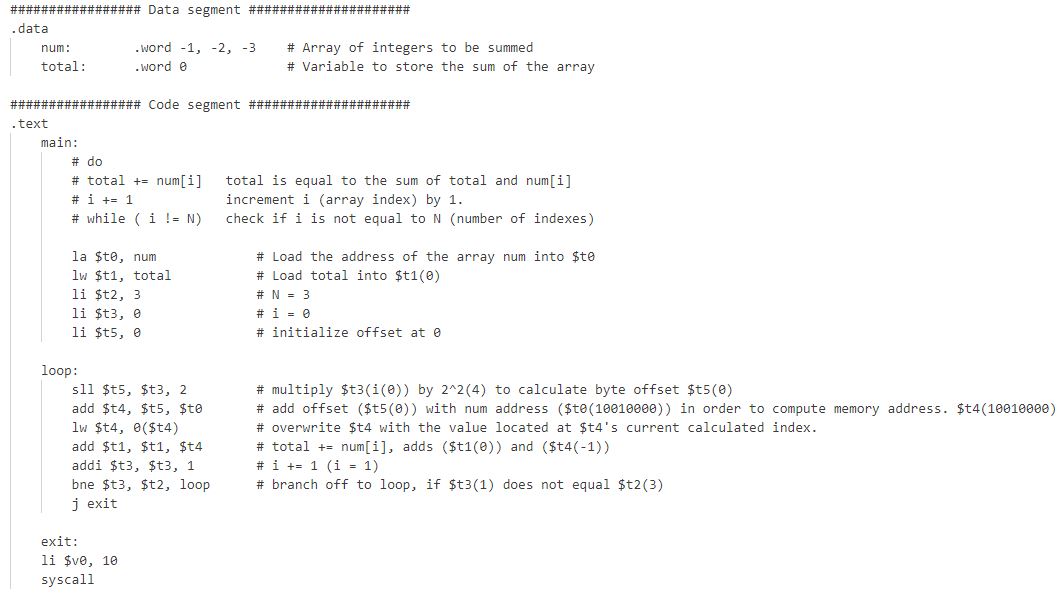 ################# Data segment #####################
.data
num: .word -1, -2, -3 # Array of integers to be summed
total: .word 0 # Variable to store the sum of the array
################# Code segment #####################
.text
main:
# do
# total += num[i] total is equal to the sum of total and num[i]
# i += 1 increment i (array index) by 1.
# while ( i != N) check if i is not equal to N (number of indexes)
la $t0, num # Load the address of the array num into $t0
lw $t1, total # Load total into $t1(0)
li $t2, 3 # N = 3
li $t3, 0 # i = 0
li $t5, 0 # initialize offset at 0
loop:
sll $t5, $t3, 2 # multiply $t3(i(0)) by 2^2(4) to calculate byte offset $t5(0)
add $t4, $t5, $t0 # add offset ($t5(0)) with num address ($t0(10010000)) in order to compute memory address. $t4(10010000)
lw $t4, 0($t4) # overwrite $t4 with the value located at $t4's current calculated index.
add $t1, $t1, $t4 # total += num[i], adds ($t1(0)) and ($t4(-1))
addi $t3, $t3, 1 # i += 1 (i = 1)
bne $t3, $t2, loop # branch off to loop, if $t3(1) does not equal $t2(3)
j exit
exit:
li $v0, 10
syscall